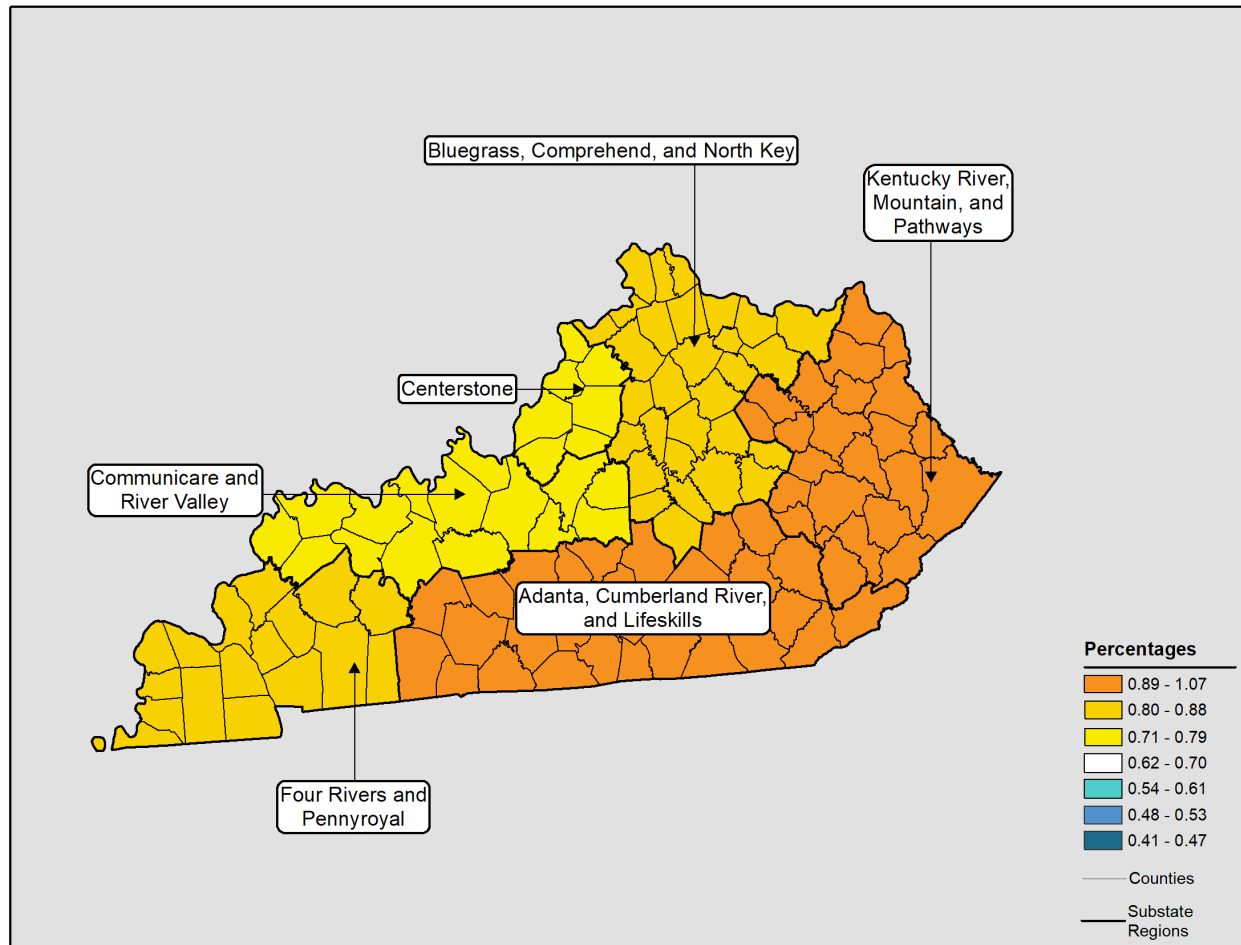 Bluegrass, Comprehend, and North Key
Kentucky River,
Mountain, and
Pathways
Centerstone
Communicare and
River Valley
Adanta, Cumberland River,
and Lifeskills
Four Rivers and
Pennyroyal
Percentages
0.89 - 1.07
0.80 - 0.88
0.71 - 0.79
0.62 - 0.70
0.54 - 0.61
0.48 - 0.53
0.41 - 0.47
Counties
Substate
Regions